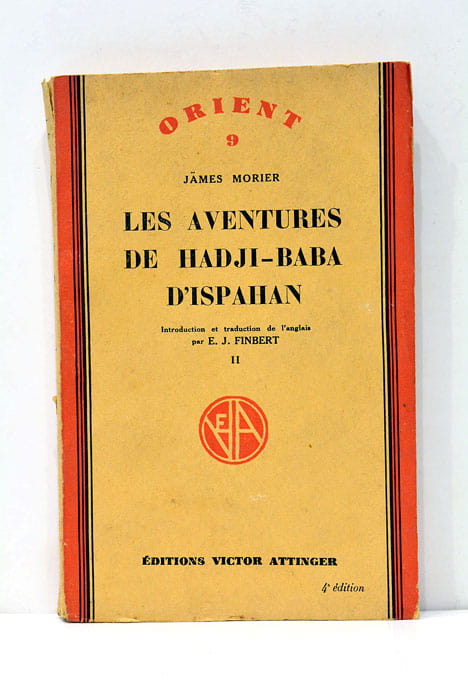 ORIENT
9
JÄMES MORIER
LES AVENTURES
DE HADJI-BABA
D'ISPAHAN
Introduction et traduction de l'anglais
par E. J. FINBERT
II
EVA
ÉDITIONS VICTOR ATTINGER
4e édition